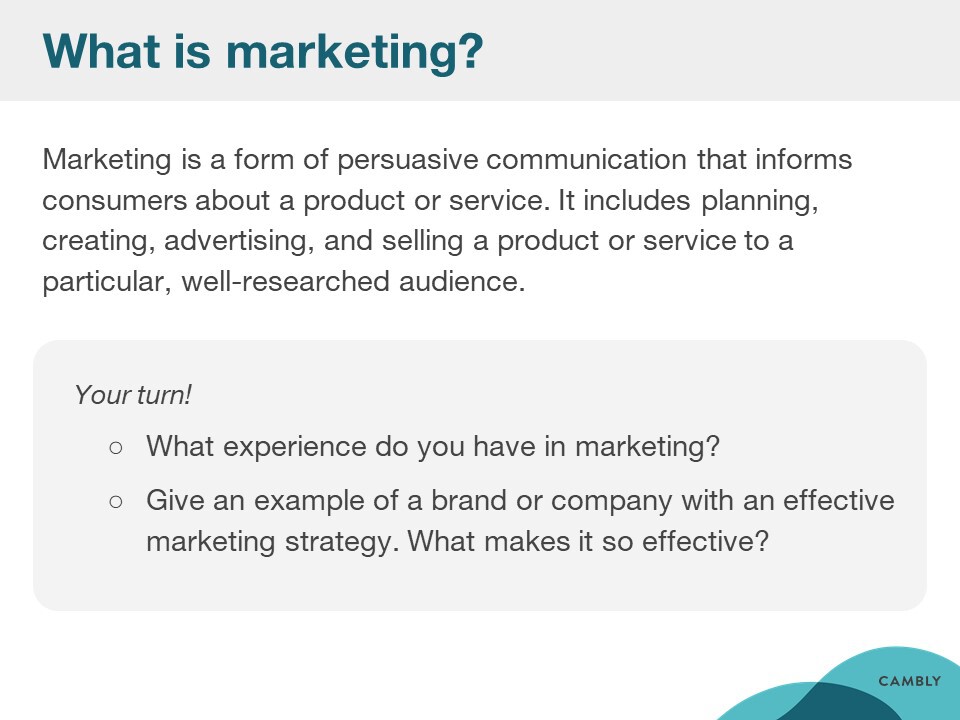 What is marketing?
Marketing is a form of persuasive communication that informs
consumers about a product or service. It includes planning,
creating, advertising, and selling a product or service to a
particular, well-researched audience.
Your turn!
○ What experience do you have in marketing?
○ Give an example of a brand or company with an effective
marketing strategy. What makes it so effective?
CAMBLY